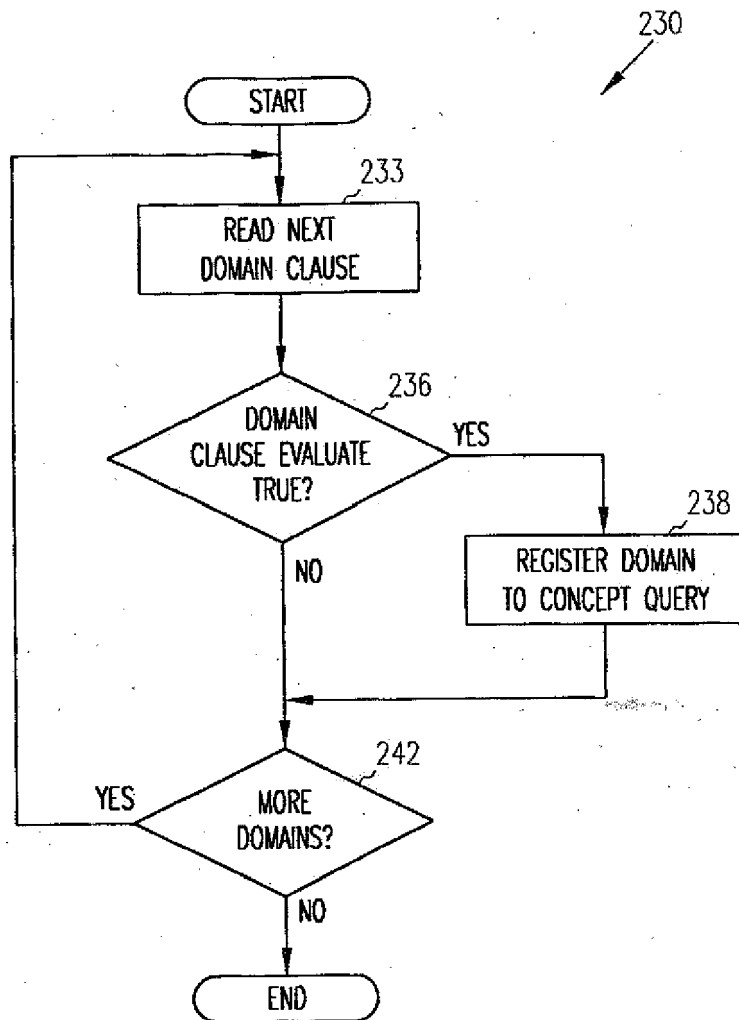 230
START
233
READ NEXT
DOMAIN CLAUSE
236
DOMAIN
CLAUSE EVALUATE
TRUE?
YES
238
REGISTER DOMAIN
TO CONCEPT QUERY
NO
242
YES
MORE
DOMAINS?
NO
END